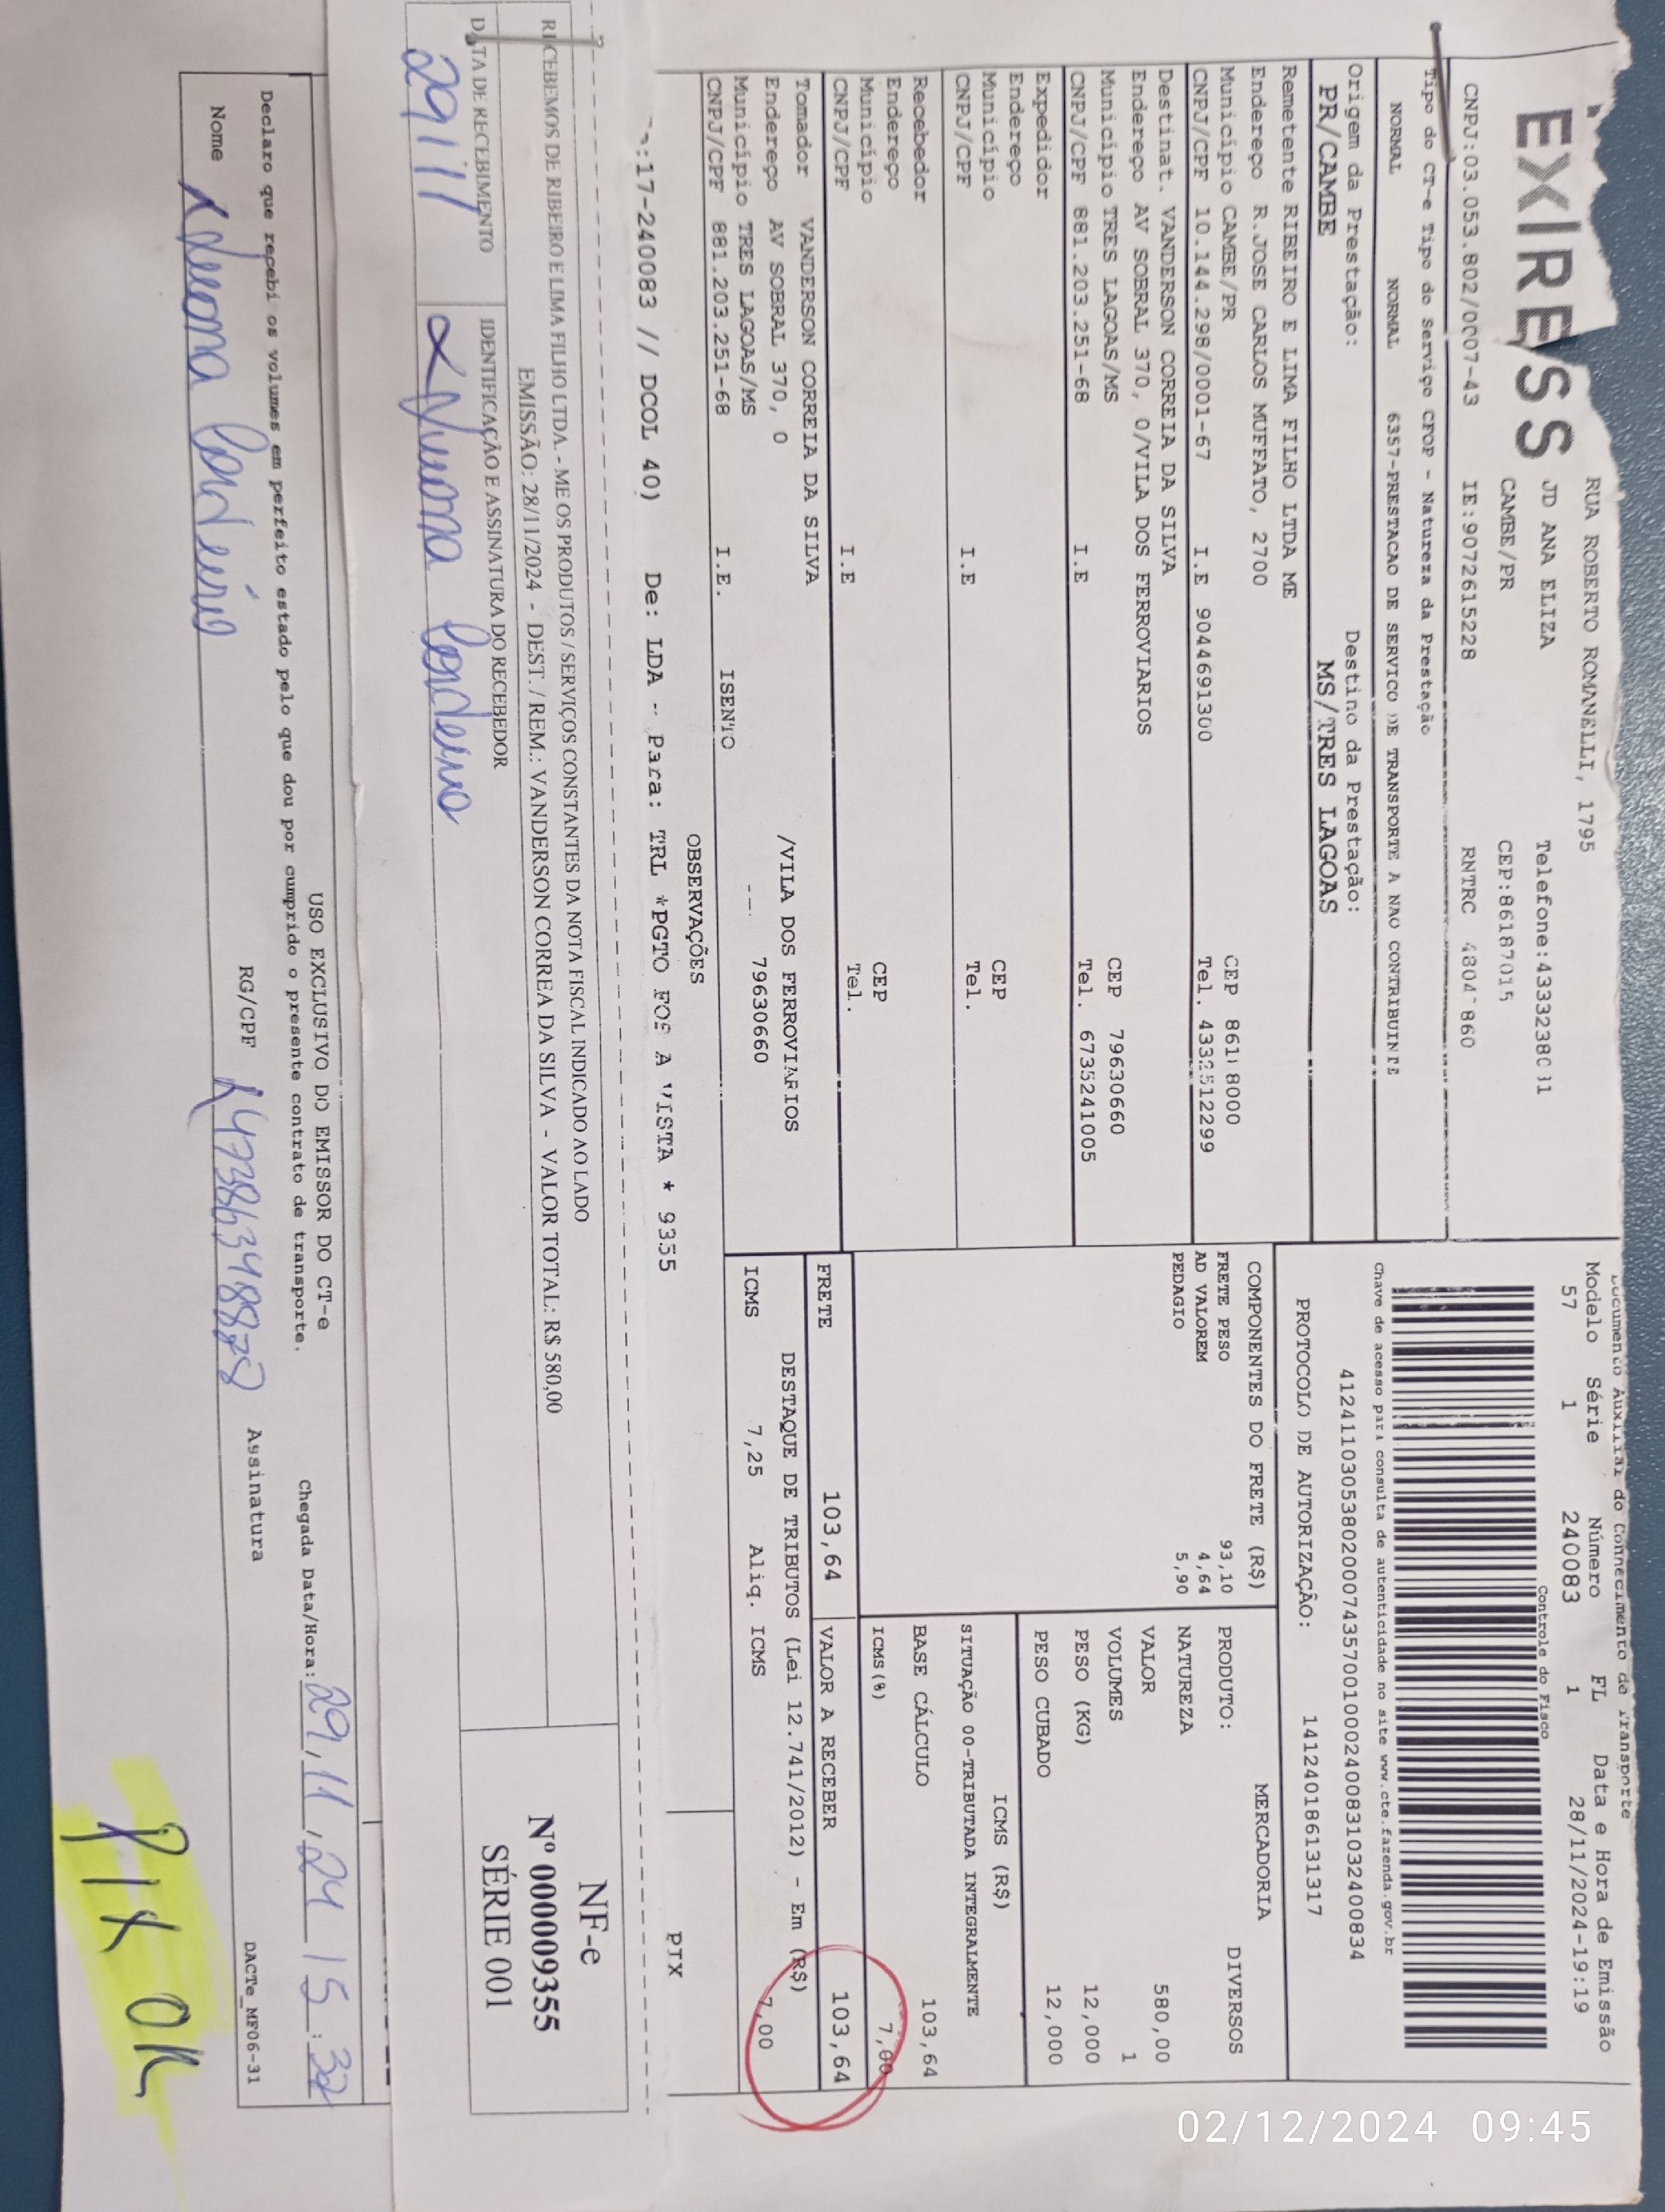 EXPRESS
RUA ROBERTO ROMANELLI, 1795
JD ANA ELIZA
Telefone:4333238031
CAMBE/PR
CEP:86187015
CNPJ:03.053.802/0007-43 IE:9072615228 RNTRC
Tipo do CT-e Tipo do Serviço CFOP - Natureza da Prestação
NORMAL NORMAL 6357-PRESTACAO DE SERVICO DE TRANSPORTE A NAO CONTRIBUINTE
Origem da Prestação: Destino da Prestação:
PR/CAMBE MS/TRES LAGOAS
Documento Auxiliar do Conhecimento de Transporte
Modelo Série Número FL Data e Hora de Emissão
57 1 240083 1 28/11/2024-19:19
Controle do Fisco
Chave de acesso para consulta de autenticidade no site www.cte.fazenda.gov.br
41241103053802000743570010002400831032400834
PROTOCOLO DE AUTORIZAÇÃO: 141240186131317
Remetente RIBEIRO E LIMA FILHO LTDA ME
Endereço R.JOSE CARLOS MUFFATO, 2700
Município CAMBE/PR CEP 86188000
CNPJ/CPF 10.144.298/0001-67 I.E 9044691300 Tel. 4332512299
Destinat. VANDERSON CORREIA DA SILVA
Endereço AV SOBRAL 370, 0/VILA DOS FERROVIARIOS
Município TRES LAGOAS/MS CEP 79630660
CNPJ/CPF 881.203.251-68 I.E Tel. 6735241005
Expedidor
Endereço
Município CEP
CNPJ/CPF I.E Tel.
Recebedor
Endereço
Município CEP
CNPJ/CPF I.E Tel.
Tomador VANDERSON CORREIA DA SILVA
Endereço AV SOBRAL 370, 0 /VILA DOS FERROVIARIOS
Município TRES LAGOAS/MS 79630660
CNPJ/CPF 881.203.251-68 I.E. ISENTO
COMPONENTES DO FRETE (R$)
FRETE PESO 93,10
AD VALOREM 4,64
PEDAGIO 5,90
MERCADORIA
PRODUTO: DIVERSOS
NATUREZA
VALOR 580,00
VOLUMES 1
PESO (KG) 12,000
PESO CUBADO 12,000
ICMS (R$)
SITUAÇÃO 00-TRIBUTADA INTEGRALMENTE
BASE CÁLCULO 103,64
ICMS(%) 7,00
FRETE 103,64 VALOR A RECEBER 103,64
DESTAQUE DE TRIBUTOS (Lei 12.741/2012) - Em (R$)
ICMS 7,25 Aliq. ICMS 7,00
OBSERVAÇÕES
:17-240083 // DCOL 40) De: LDA - Para: TRL *PGTO FOB A VISTA * 9355
PIX
RECEBEMOS DE RIBEIRO E LIMA FILHO LTDA. - ME OS PRODUTOS / SERVIÇOS CONSTANTES DA NOTA FISCAL INDICADO AO LADO
EMISSÃO: 28/11/2024 - DEST. / REM.: VANDERSON CORREA DA SILVA - VALOR TOTAL: R$ 580,00
DATA DE RECEBIMENTO IDENTIFICAÇÃO E ASSINATURA DO RECEBEDOR
29/11
NF-e
Nº 000009355
SÉRIE 001
USO EXCLUSIVO DO EMISSOR DO CT-e
Declaro que recebi os volumes em perfeito estado pelo que dou por cumprido o presente contrato de transporte.
Chegada Data/Hora: 29/11/24 15:32
Nome RG/CPF Assinatura
DACTe_MF06-31
PIX OK
02/12/2024 09:45